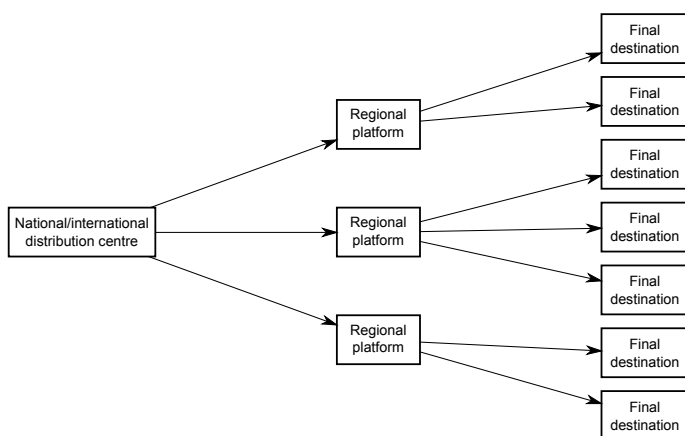 Final
destination
Final
destination
Regional
platform
Final
destination
National/international
distribution centre
Regional
platform
Final
destination
Final
destination
Regional
platform
Final
destination
Final
destination